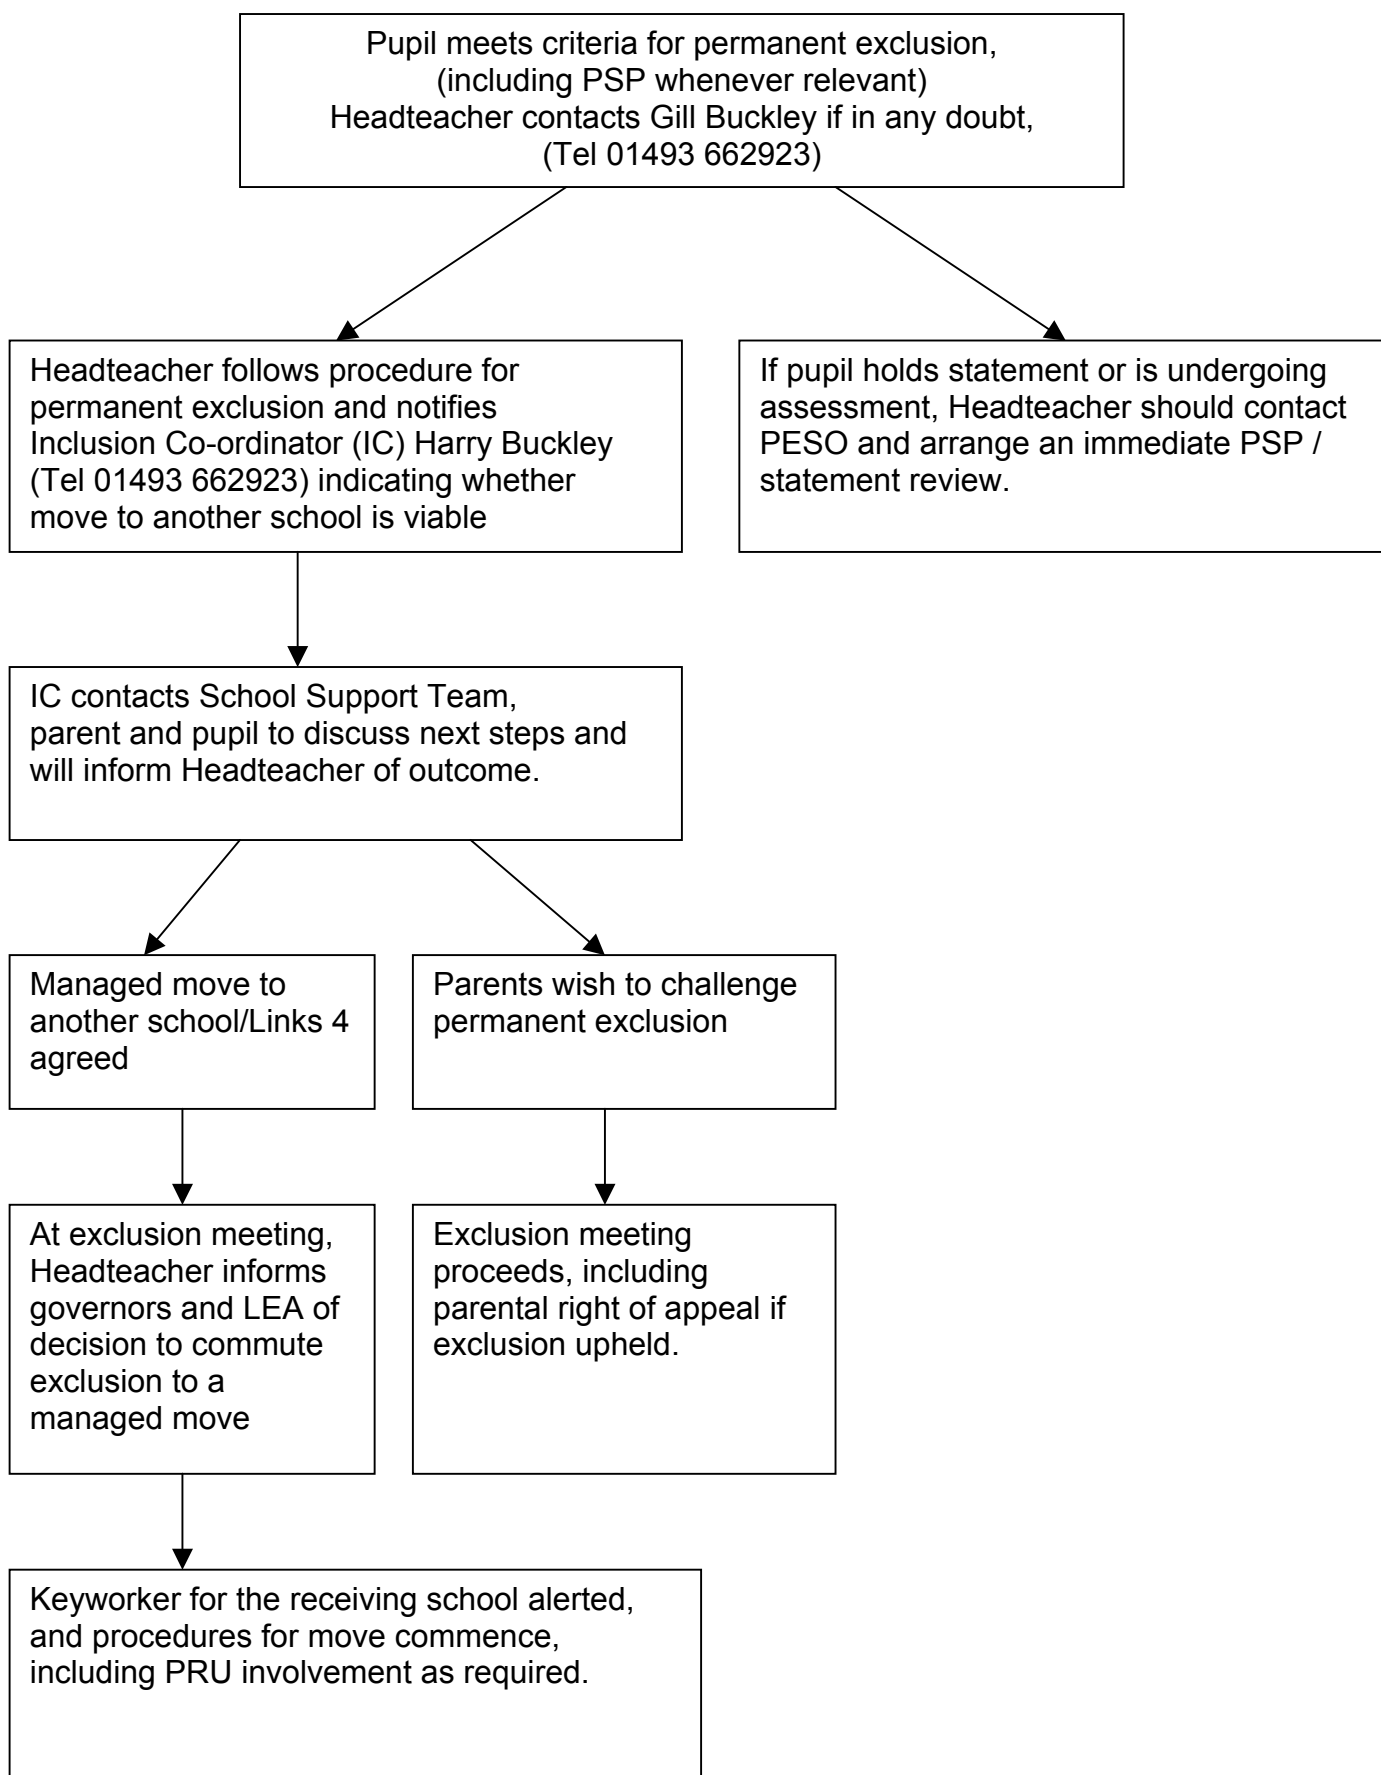 Pupil meets criteria for permanent exclusion,
(including PSP whenever relevant)
Headteacher contacts Gill Buckley if in any doubt,
(Tel 01493 662923)
Headteacher follows procedure for
permanent exclusion and notifies
Inclusion Co-ordinator (IC) Harry Buckley
(Tel 01493 662923) indicating whether
move to another school is viable
If pupil holds statement or is undergoing
assessment, Headteacher should contact
PESO and arrange an immediate PSP /
statement review.
IC contacts School Support Team,
parent and pupil to discuss next steps and
will inform Headteacher of outcome.
Managed move to
another school/Links 4
agreed
Parents wish to challenge
permanent exclusion
At exclusion meeting,
Headteacher informs
governors and LEA of
decision to commute
exclusion to a
managed move
Exclusion meeting
proceeds, including
parental right of appeal if
exclusion upheld.
Keyworker for the receiving school alerted,
and procedures for move commence,
including PRU involvement as required.